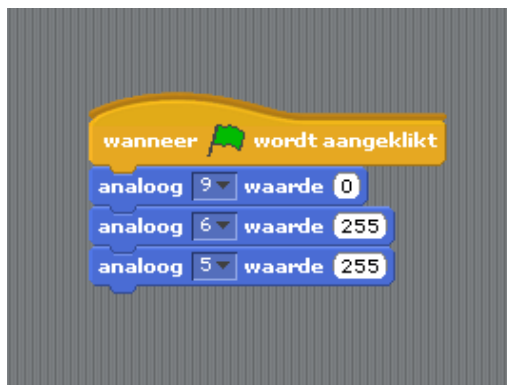 wanneer wordt aangeklikt
analoog 9 waarde 0
analoog 6 waarde 255
analoog 5 waarde 255